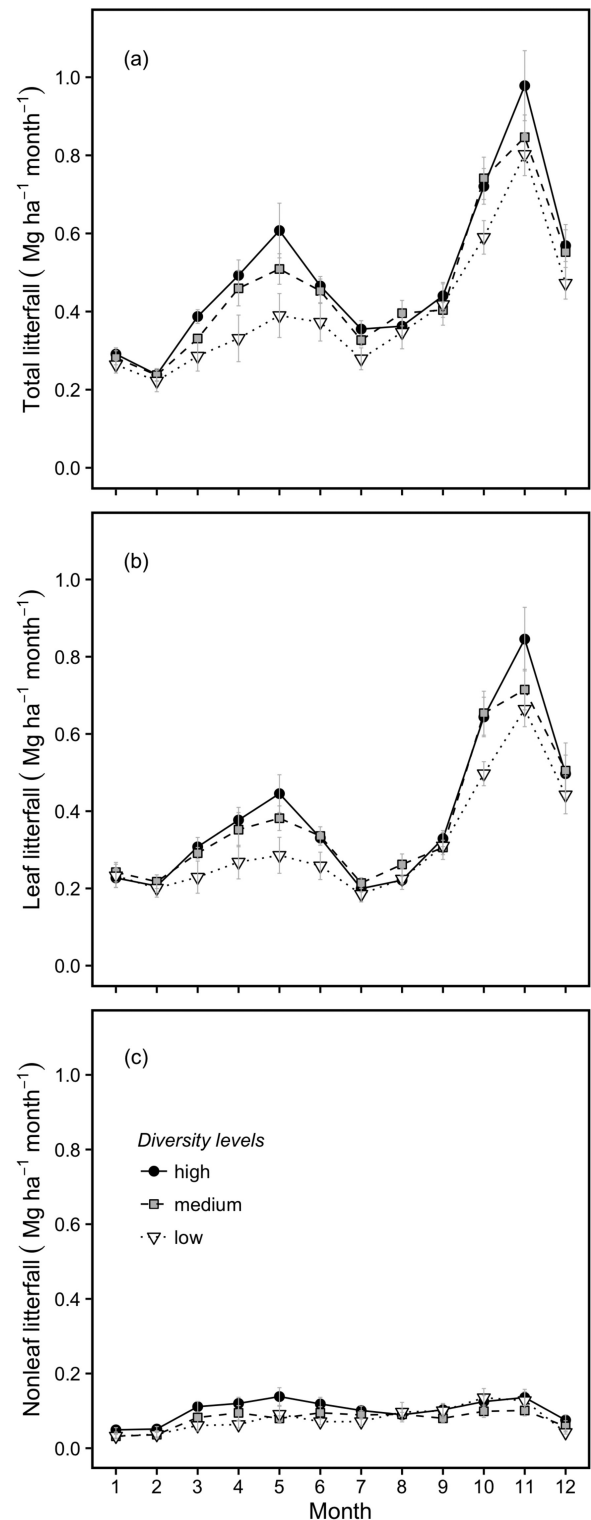 (a)
Total litterfall ( Mg ha⁻¹ month⁻¹)
1.0
0.8
0.6
0.4
0.2
0.0
(b)
Leaf litterfall ( Mg ha⁻¹ month⁻¹)
1.0
0.8
0.6
0.4
0.2
0.0
(c)
Nonleaf litterfall ( Mg ha⁻¹ month⁻¹)
1.0
0.8
0.6
0.4
0.2
0.0
Diversity levels
high
medium
low
1 2 3 4 5 6 7 8 9 10 11 12
Month